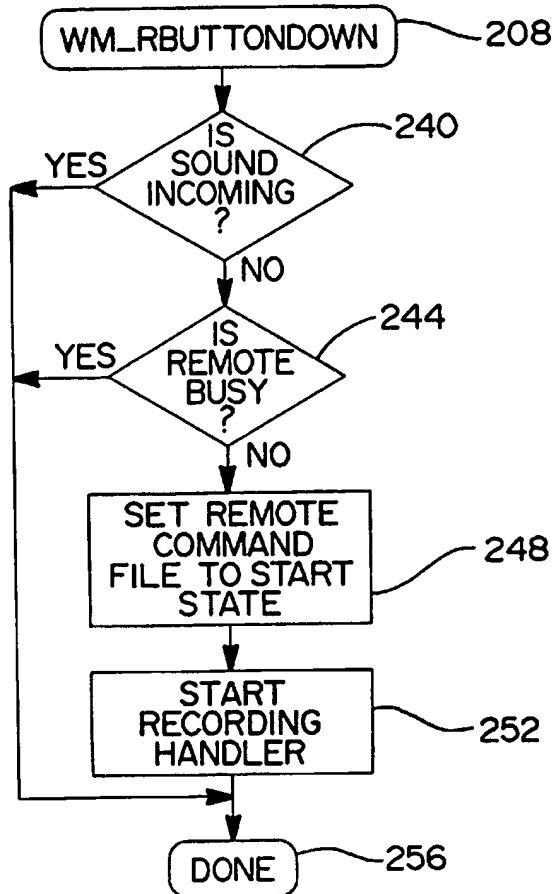 WM_RBUTTONDOWN
208
IS
SOUND
INCOMING
?
240
YES
NO
IS
REMOTE
BUSY
?
244
YES
NO
SET REMOTE
COMMAND
FILE TO START
STATE
248
START
RECORDING
HANDLER
252
DONE
256